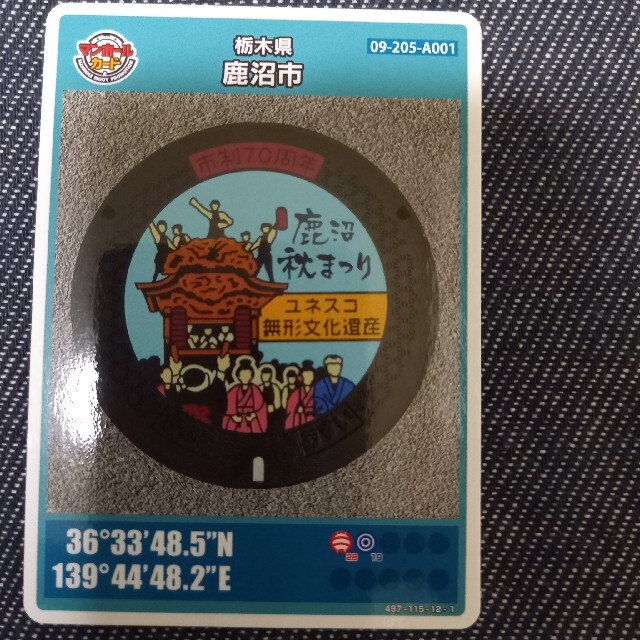 マンホール
カード
栃木県
鹿沼市
09-205-A001
市制70周年
鹿沼
秋まつり
ユネスコ
無形文化遺産
36°33'48.5"N
139°44'48.2"E
26 19
497-115-12-1